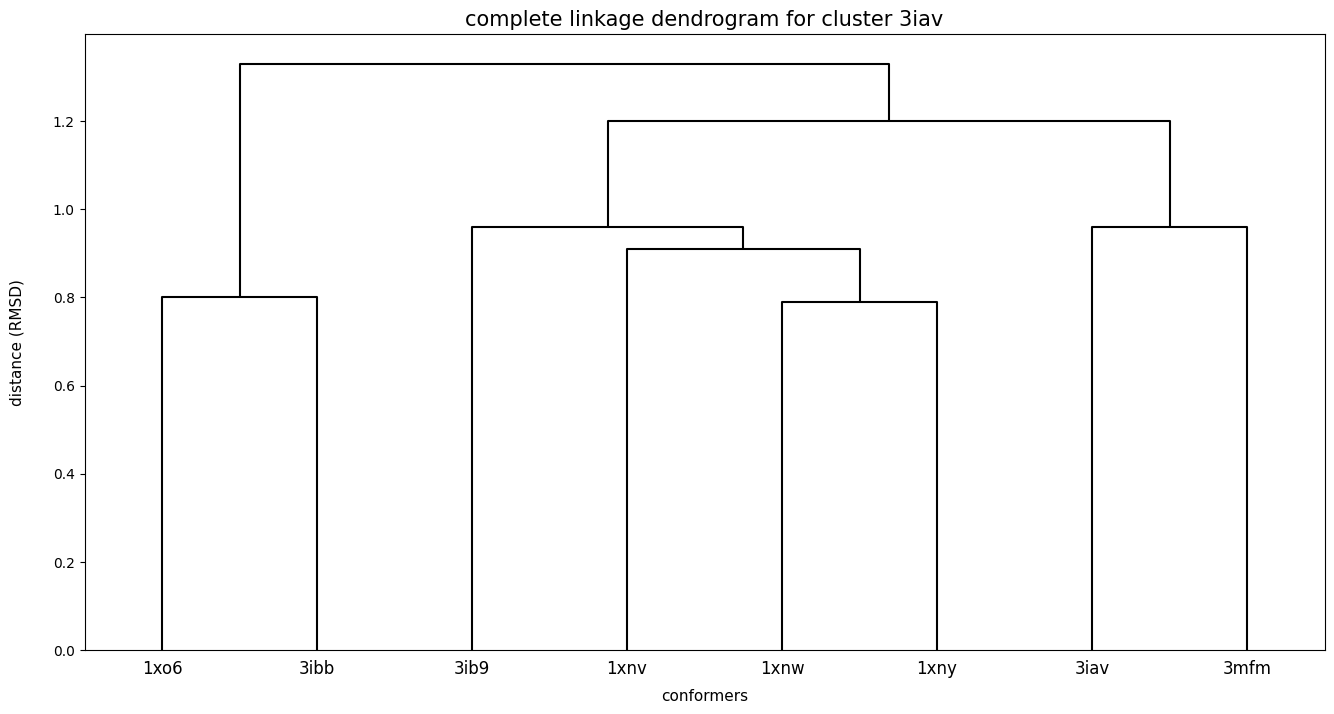 complete linkage dendrogram for cluster 3iav
1.2
1.0
0.8
0.6
0.4
0.2
0.0
distance (RMSD)
1xo6 3ibb 3ib9 1xnv 1xnw 1xny 3iav 3mfm
conformers